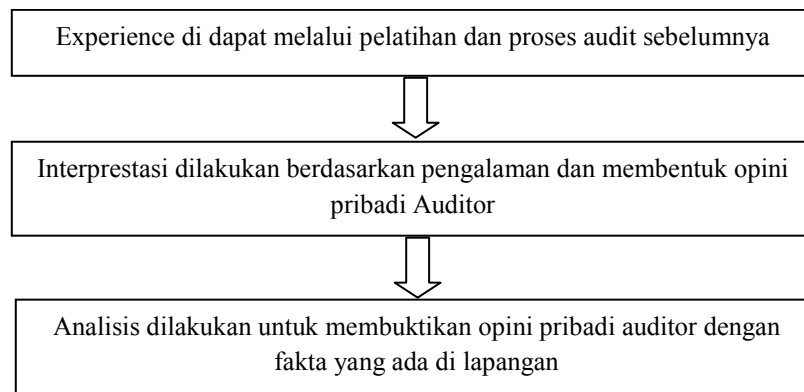 Experience di dapat melalui pelatihan dan proses audit sebelumnya
Interprestasi dilakukan berdasarkan pengalaman dan membentuk opini
pribadi Auditor
Analisis dilakukan untuk membuktikan opini pribadi auditor dengan
fakta yang ada di lapangan